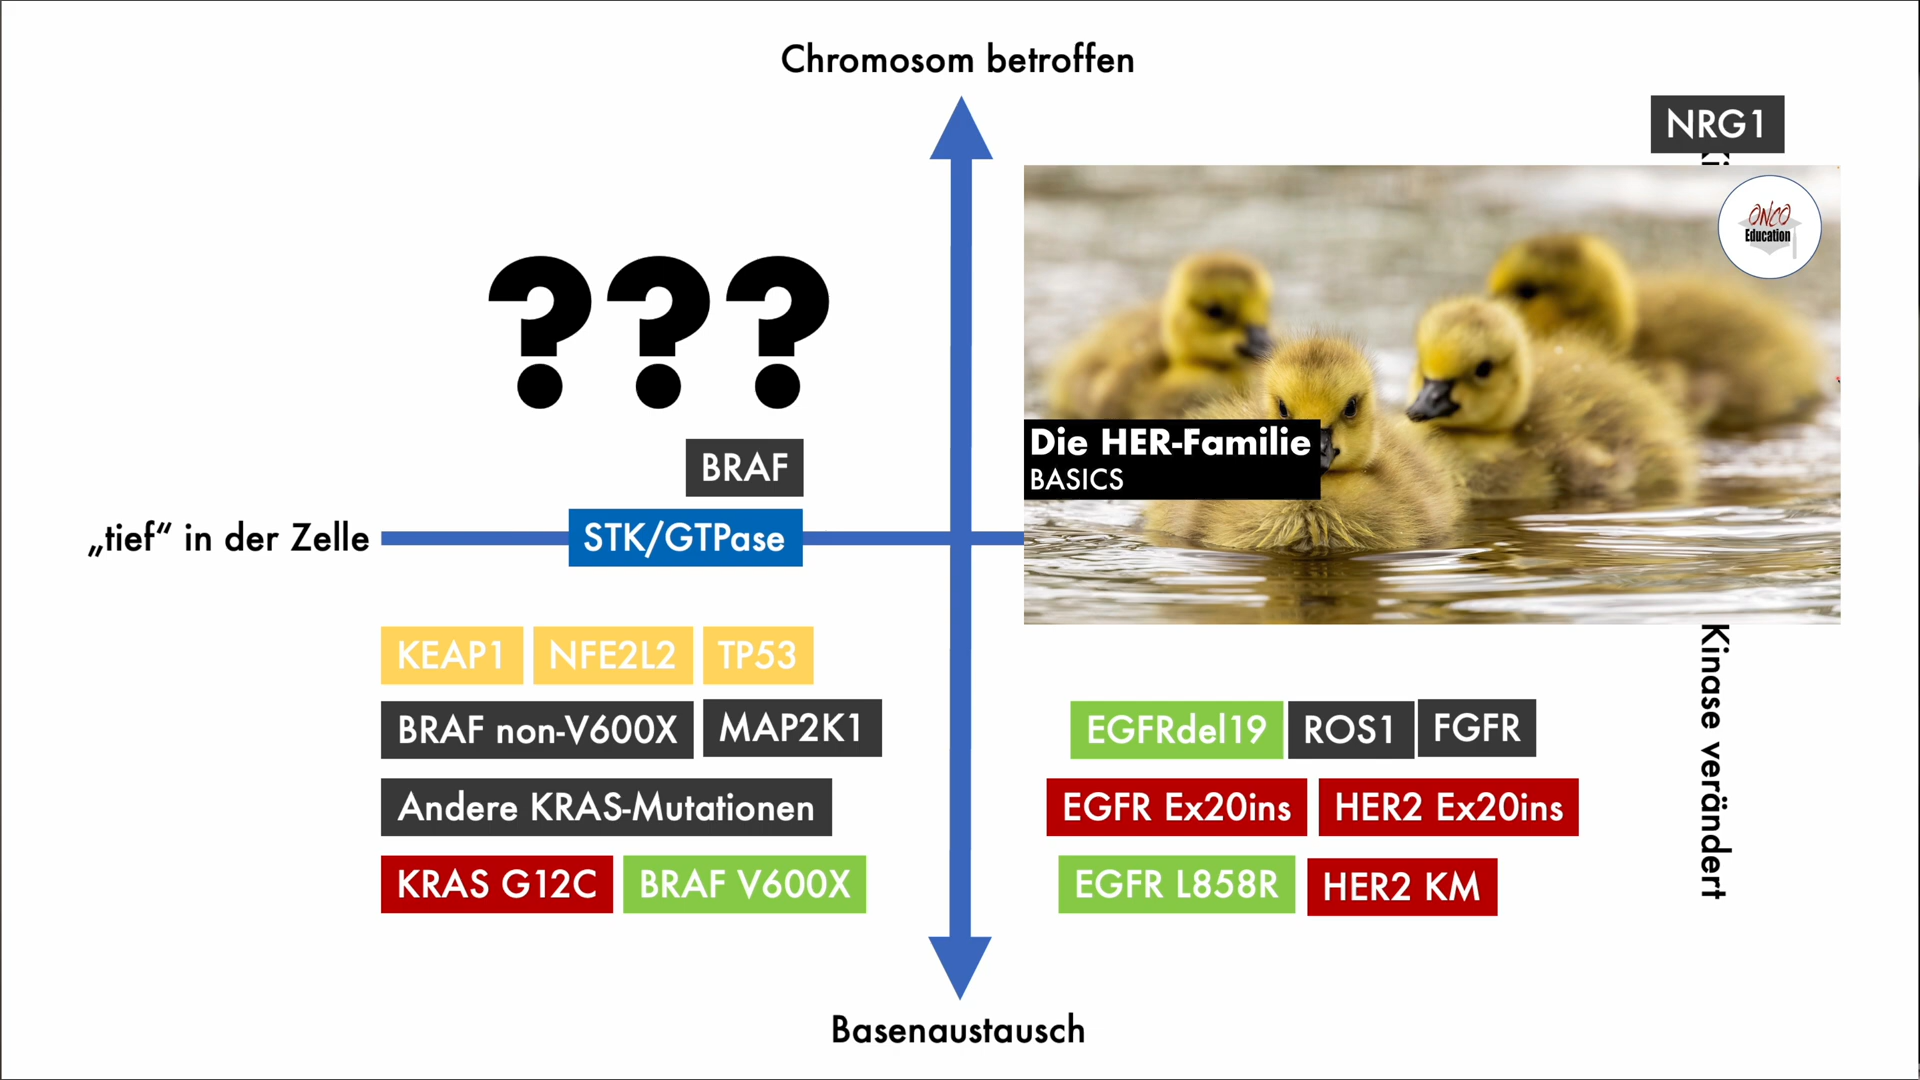 Chromosom betroffen
NRG1
ONCO
Education
???
Die HER-Familie
BASICS
BRAF
„tief“ in der Zelle
STK/GTPase
KEAP1 NFE2L2 TP53
BRAF non-V600X MAP2K1
EGFRdel19 ROS1 FGFR
Andere KRAS-Mutationen
EGFR Ex20ins HER2 Ex20ins
KRAS G12C BRAF V600X
EGFR L858R HER2 KM
Kinase verändert
Basenaustausch